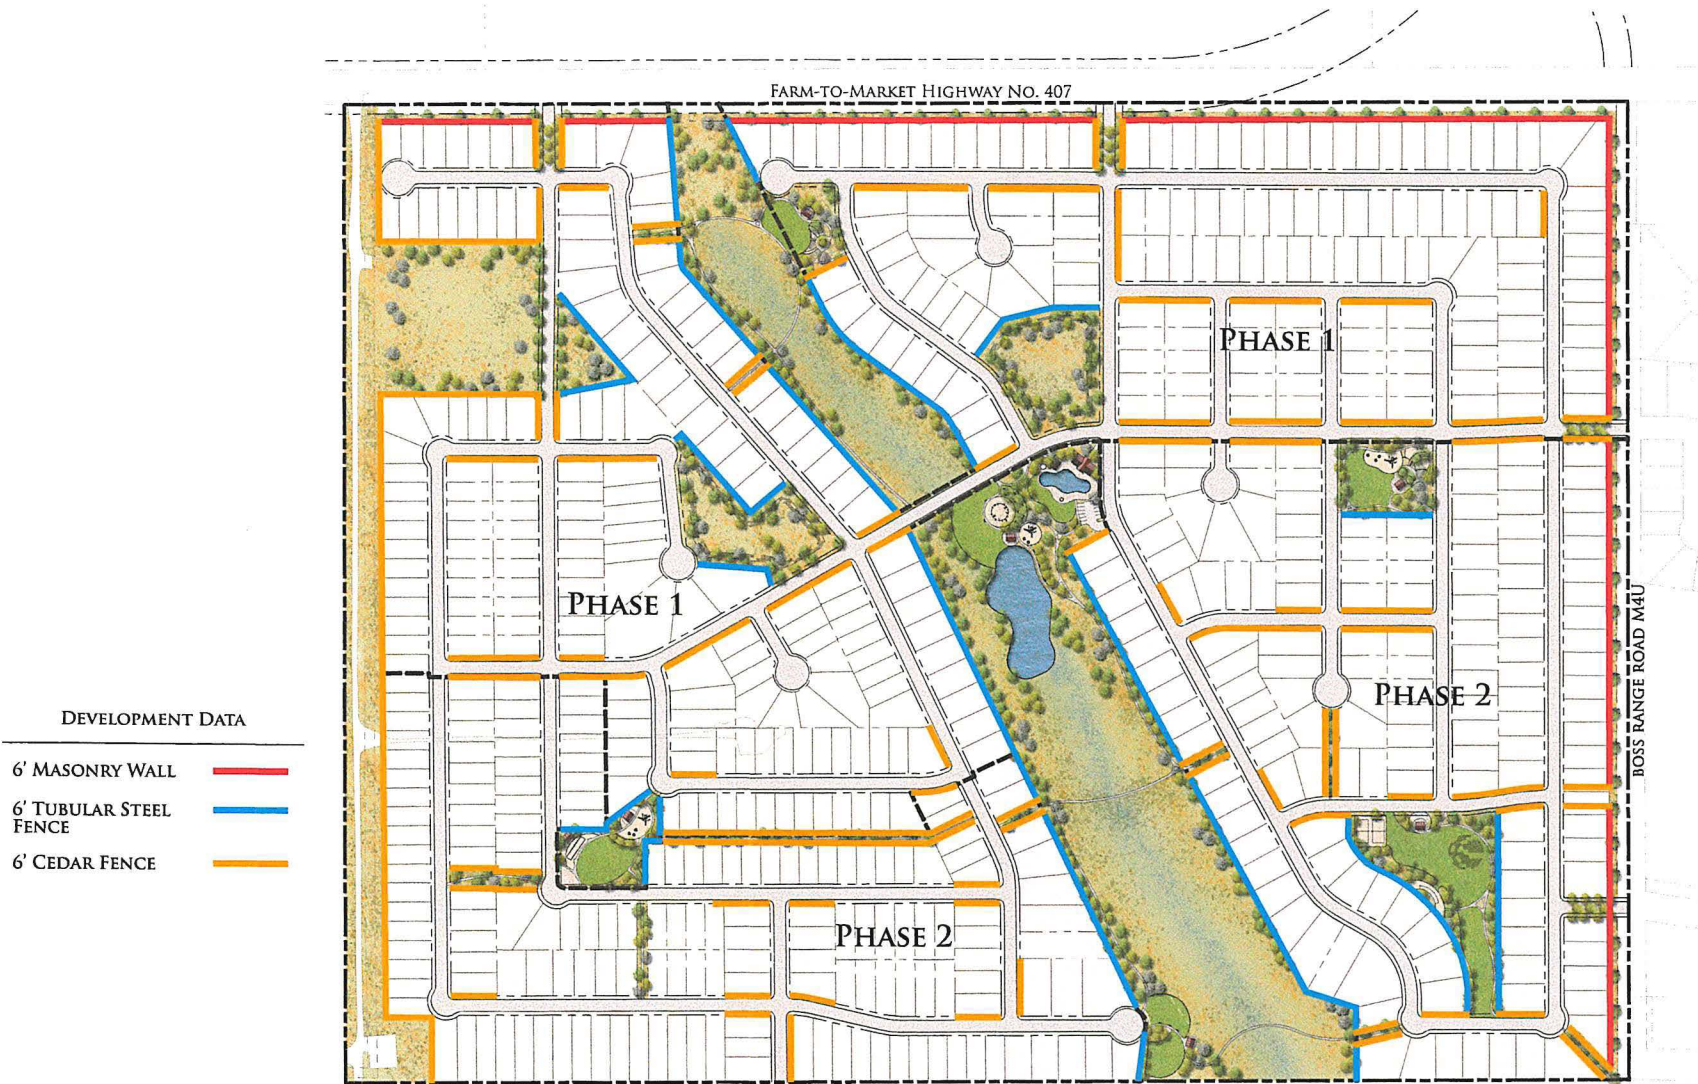 FARM-TO-MARKET HIGHWAY NO. 407
PHASE 1
PHASE 1
BOSS RANGE ROAD M4U
PHASE 2
DEVELOPMENT DATA
6' MASONRY WALL
6' TUBULAR STEEL
FENCE
6' CEDAR FENCE
PHASE 2